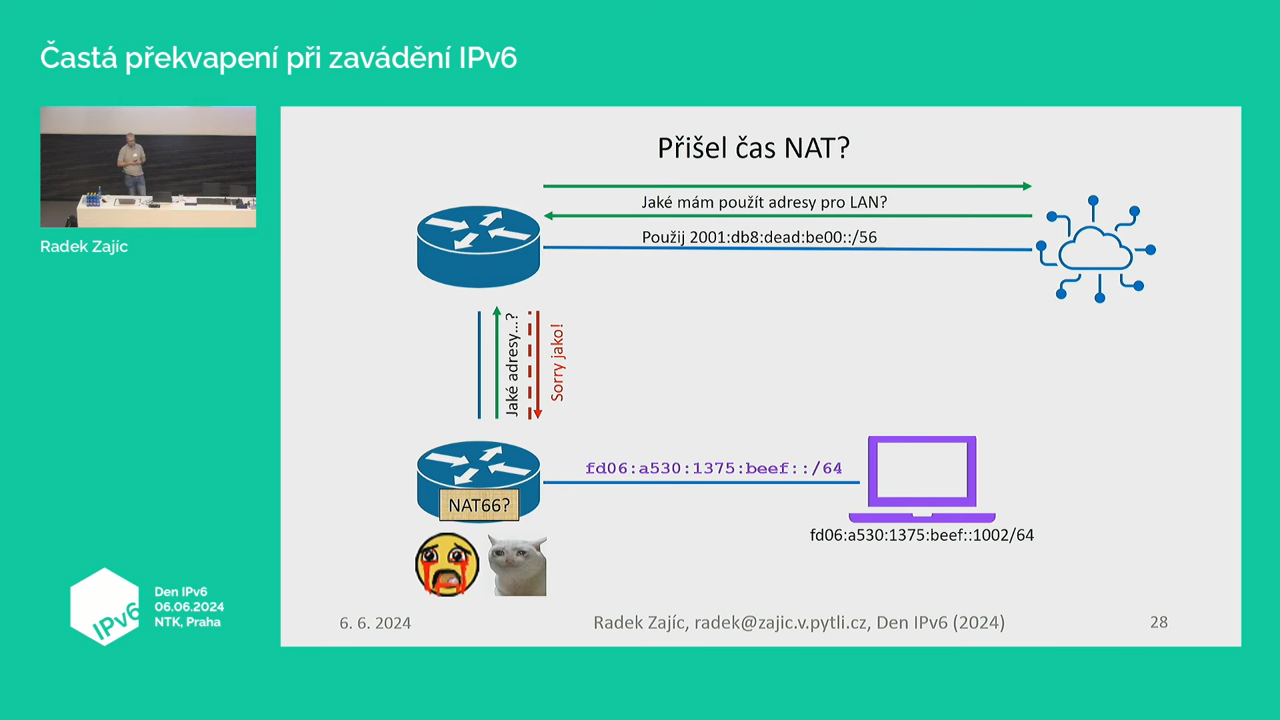 Častá překvapení při zavádění IPv6
Radek Zajíc
Přišel čas NAT?
Jaké mám použít adresy pro LAN?
Použij 2001:db8:dead:be00::/56
Jaké adresy...?
Sorry jako!
fd06:a530:1375:beef::/64
NAT66?
fd06:a530:1375:beef::1002/64
IPv6
Den IPv6
06.06.2024
NTK, Praha
6. 6. 2024
Radek Zajíc, radek@zajic.v.pytli.cz, Den IPv6 (2024)
28